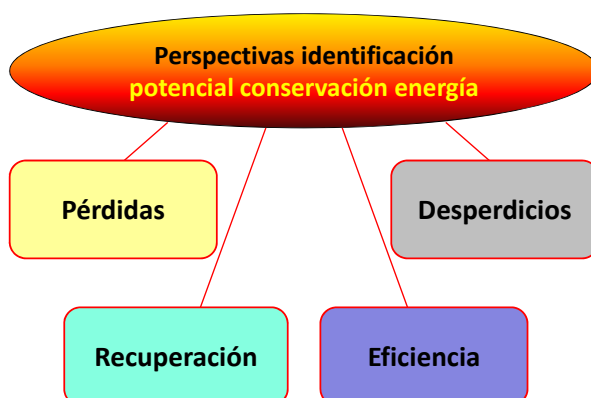 Perspectivas identificación
potencial conservación energía
Pérdidas
Desperdicios
Recuperación
Eficiencia